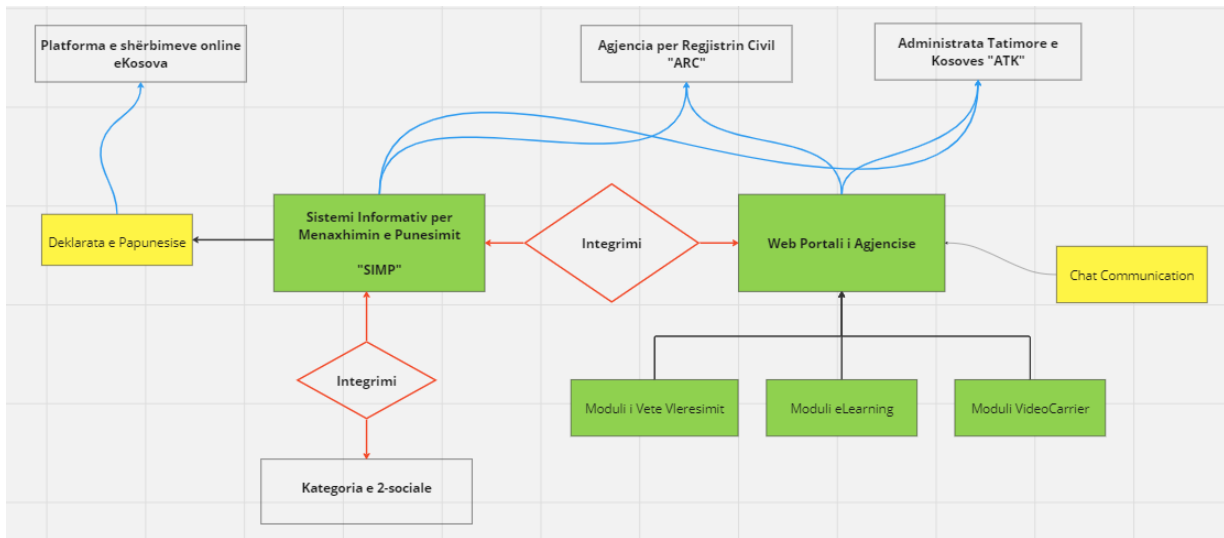 Platforma e shërbimeve online
eKosova
Agjencia per Registrin Civil
"ARC"
Administrata Tatimore e
Kosoves "ATK"
Deklarata e Papunesise
Sistemi Informativ per
Menaxhimin e Punesimit
"SIMP"
Integrimi
Web Portali i Agjencise
Chat Communication
Integrimi
Moduli i Vete Vleresimit
Moduli eLearning
Moduli VideoCarrier
Kategoria e 2-sociale